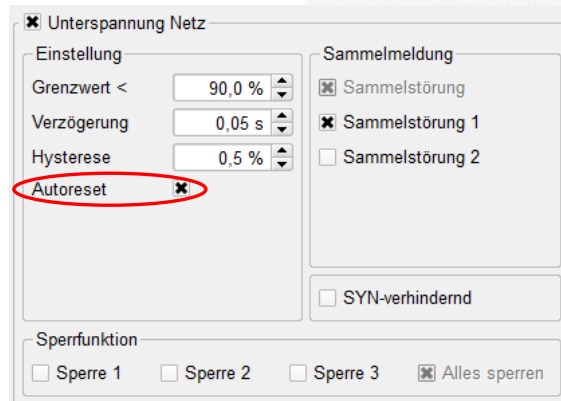 Unterspannung Netz
Einstellung
Grenzwert < 90,0 %
Verzögerung 0,05 s
Hysterese 0,5 %
Autoreset
Sammelmeldung
Sammelstörung
Sammelstörung 1
Sammelstörung 2
SYN-verhindernd
Sperrfunktion
Sperre 1 Sperre 2 Sperre 3 Alles sperren